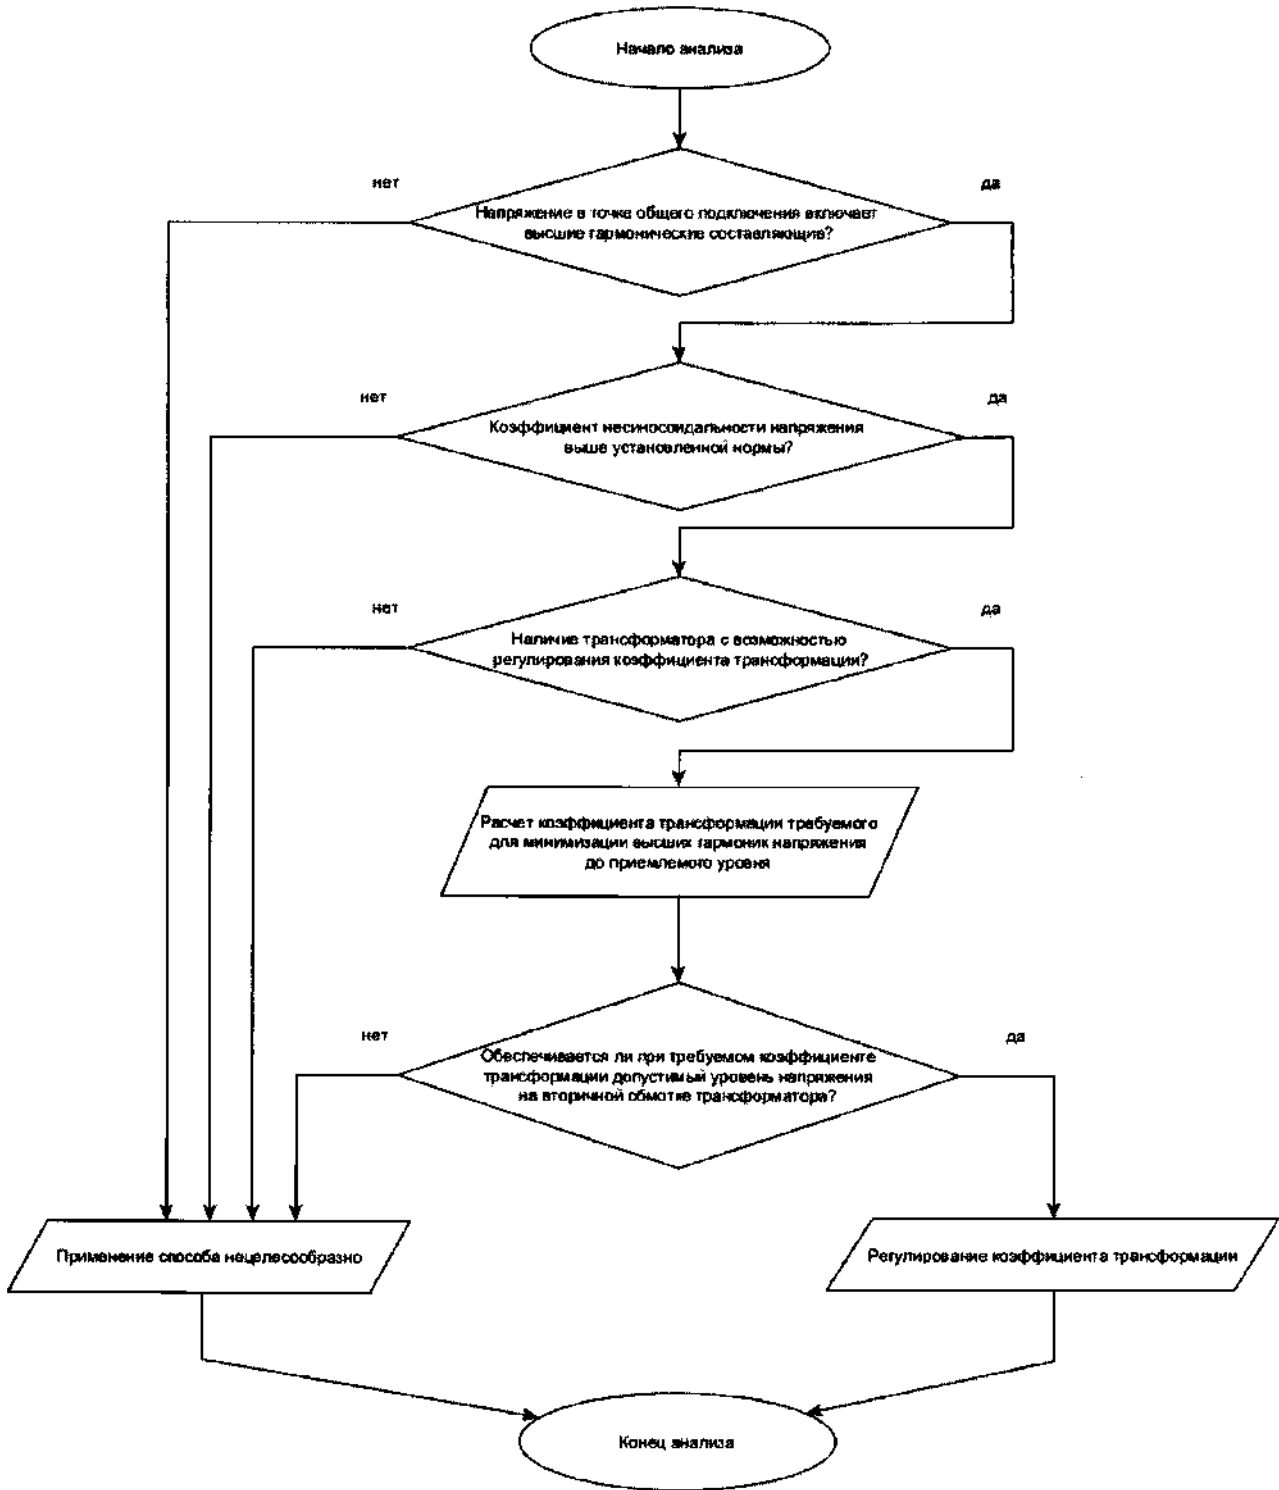 Начало анализа
нет
да
Напряжение в точке общего подключения включает
высшие гармонические составляющие?
нет
да
Коэффициент несиносоидальности напряжения
выше установленной нормы?
нет
да
Наличие трансформатора с возможностью
регулирования коэффициента трансформации?
Расчет коэффициента трансформации требуемого
для минимизации высших гармоник напряжения
до приемлемого уровня
нет
да
Обеспечивается ли при требуемом коэффициенте
трансформации допустимый уровень напряжения
на вторичной обмотке трансформатора?
Применение способа нецелесообразно
Регулирование коэффициента трансформации
Конец анализа